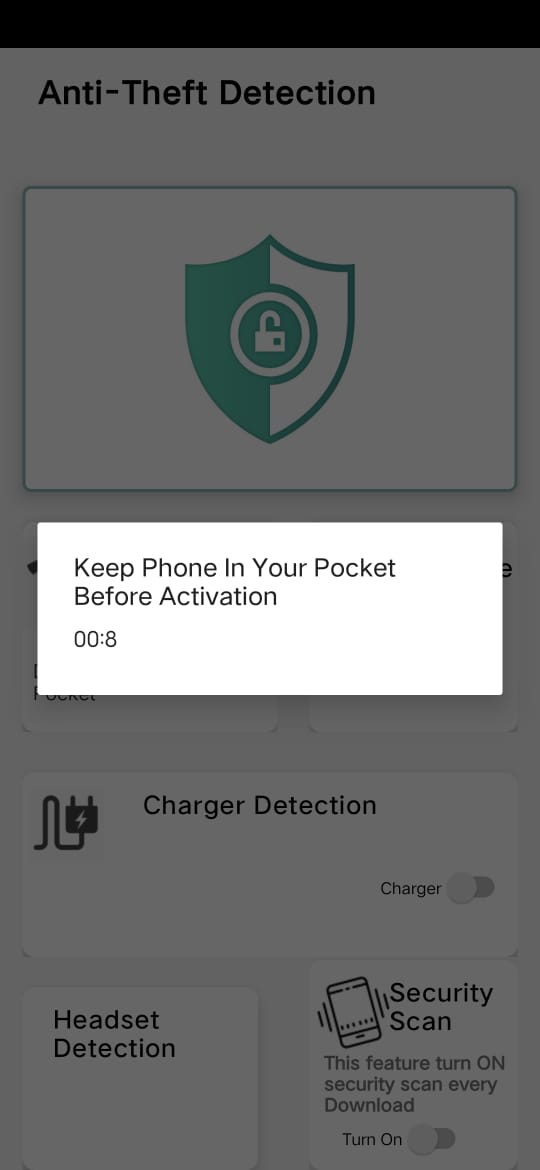 Anti-Theft Detection
Keep Phone In Your Pocket
Before Activation
00:8
Pocket
Charger Detection
Charger
Security
Scan
Headset
Detection
This feature turn ON
security scan every
Download
Turn On